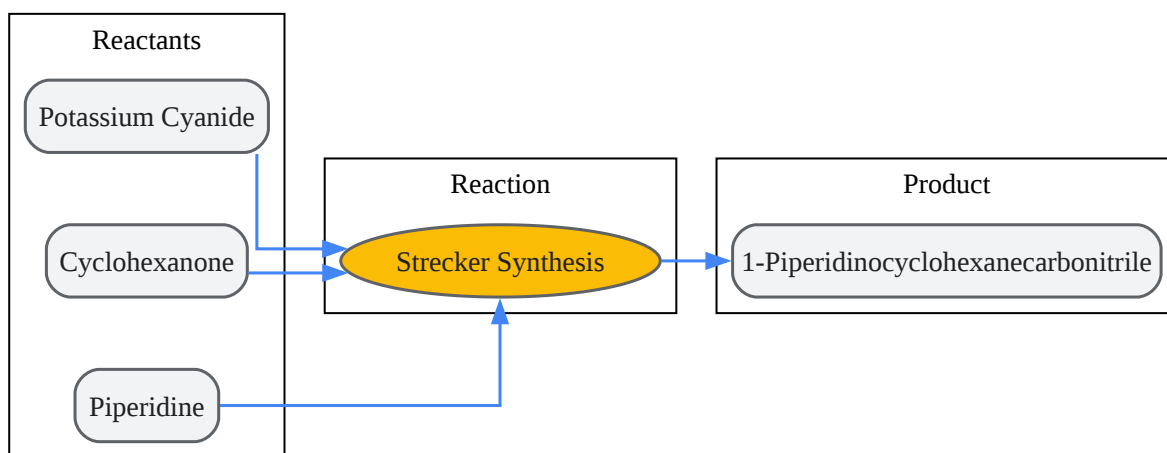 Reactants
Potassium Cyanide
Cyclohexanone
Piperidine
Reaction
Strecker Synthesis
Product
1-Piperidinocyclohexanecarbonitrile